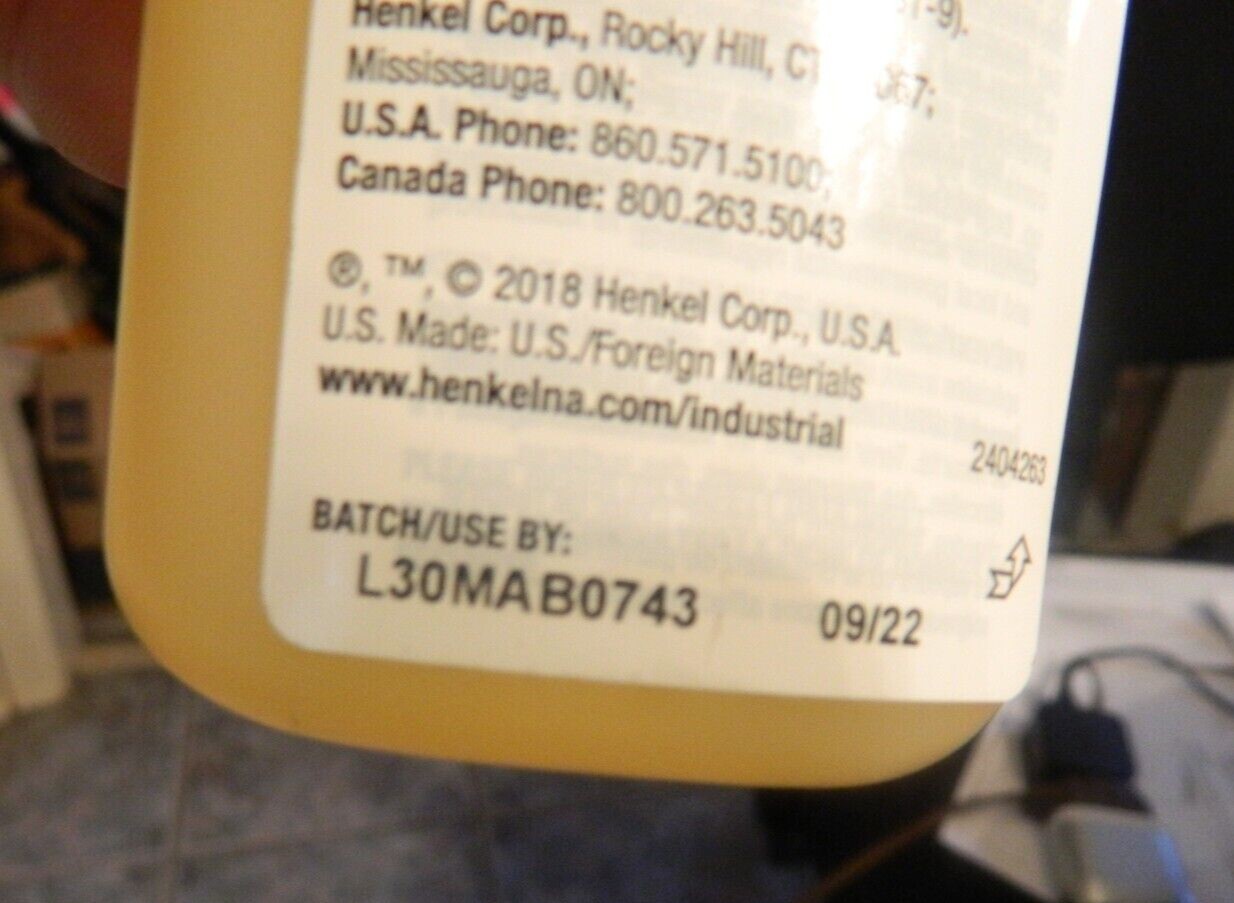 Henkel Corp., Rocky Hill, CT
Mississauga, ON;
U.S.A. Phone: 860.571.5100;
Canada Phone: 800.263.5043
®, ™, © 2018 Henkel Corp., U.S.A.
U.S. Made: U.S./Foreign Materials
www.henkelna.com/industrial
2404263
BATCH/USE BY:
L30MAB0743 09/22